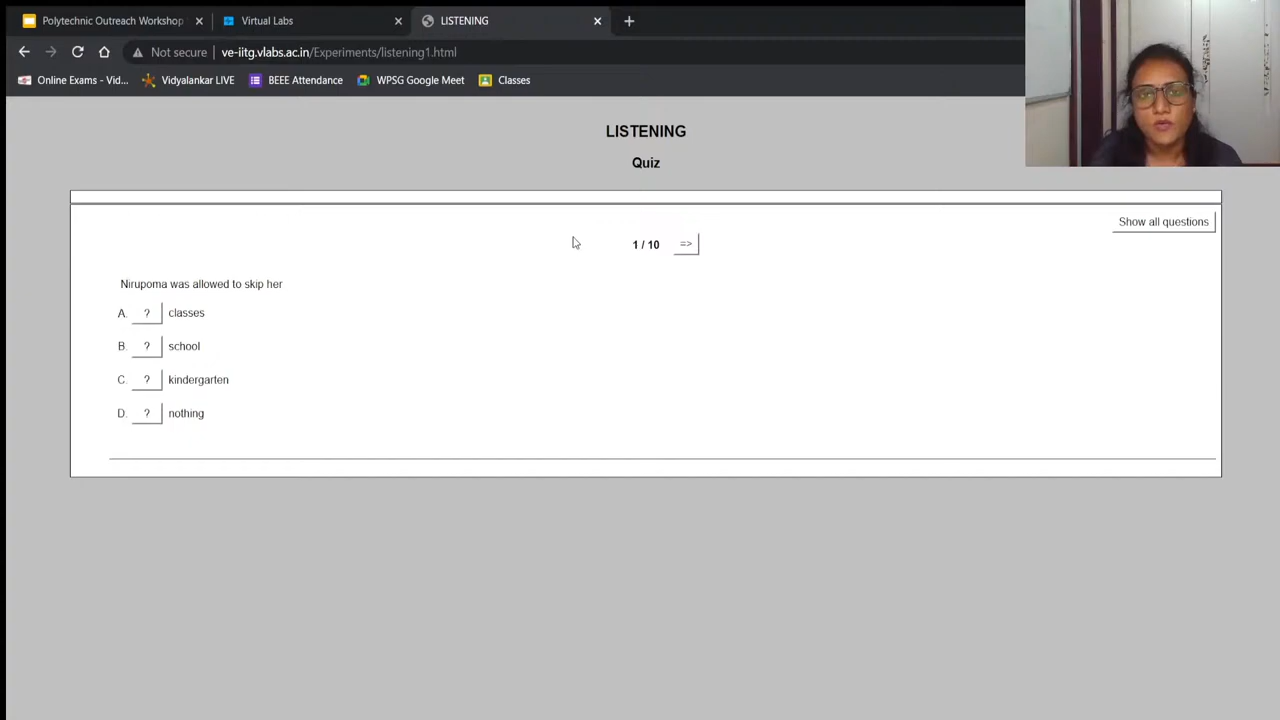 Polytechnic Outreach Workshop
Virtual Labs
LISTENING
Not secure ve-iitg.vlabs.ac.in/Experiments/listening1.html
Online Exams - Vid... Vidyalankar LIVE BEEE Attendance WPSG Google Meet Classes
LISTENING
Quiz
Show all questions
1 / 10 =>
Nirupoma was allowed to skip her
A. ? classes
B. ? school
C. ? kindergarten
D. ? nothing